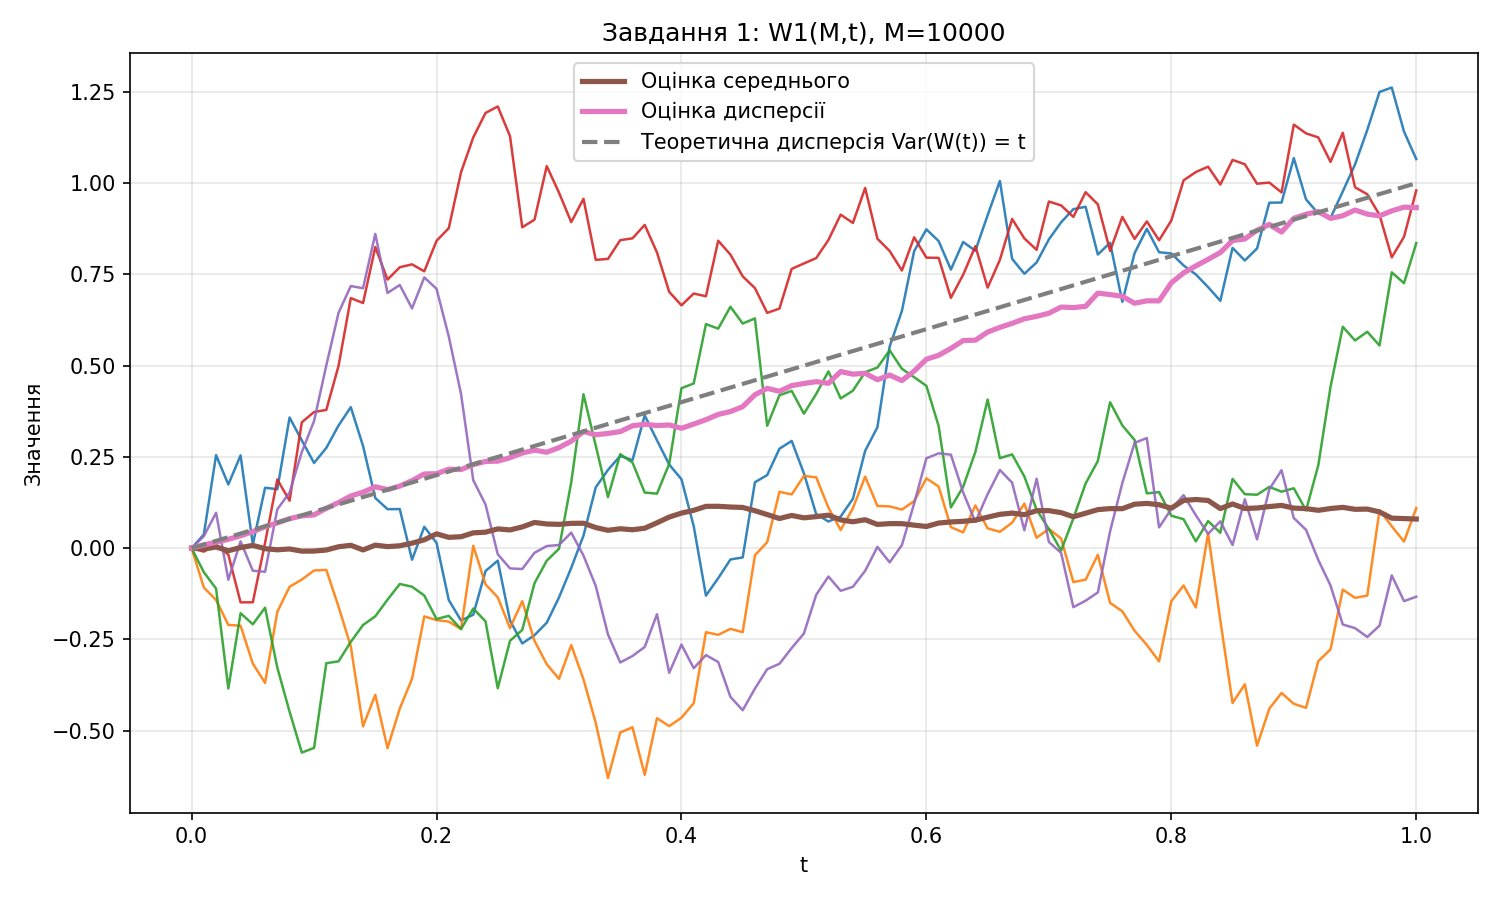 Завдання 1: W1(M,t), M=10000
Оцінка середнього
Оцінка дисперсії
Теоретична дисперсія Var(W(t)) = t
Значення
1.25
1.00
0.75
0.50
0.25
0.00
−0.25
−0.50
0.0 0.2 0.4 0.6 0.8 1.0
t